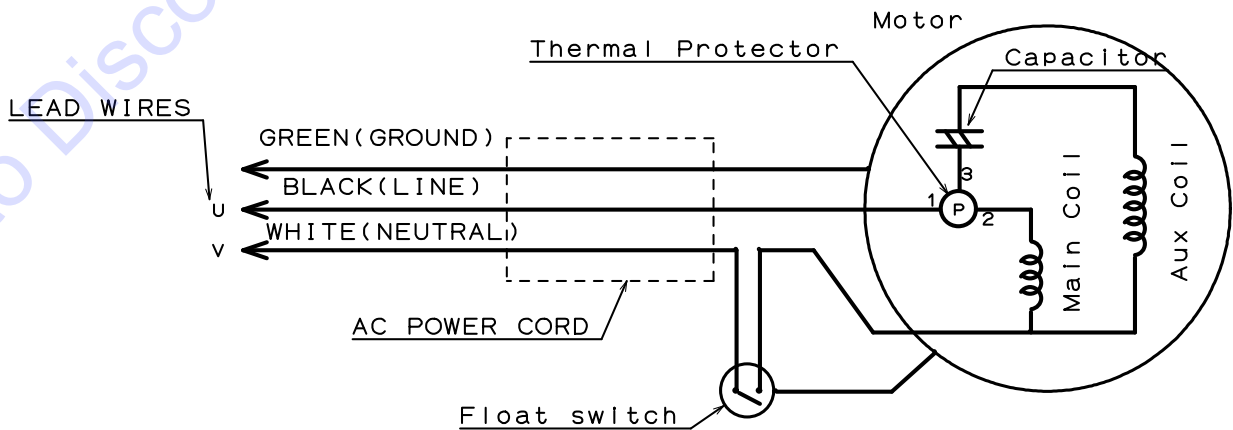 Motor
Thermal Protector
Capacitor
LEAD WIRES
GREEN(GROUND)
BLACK(LINE)
U
WHITE(NEUTRAL)
V
1
2
3
P
Main Coil
Aux Coil
AC POWER CORD
Float switch
o Disco